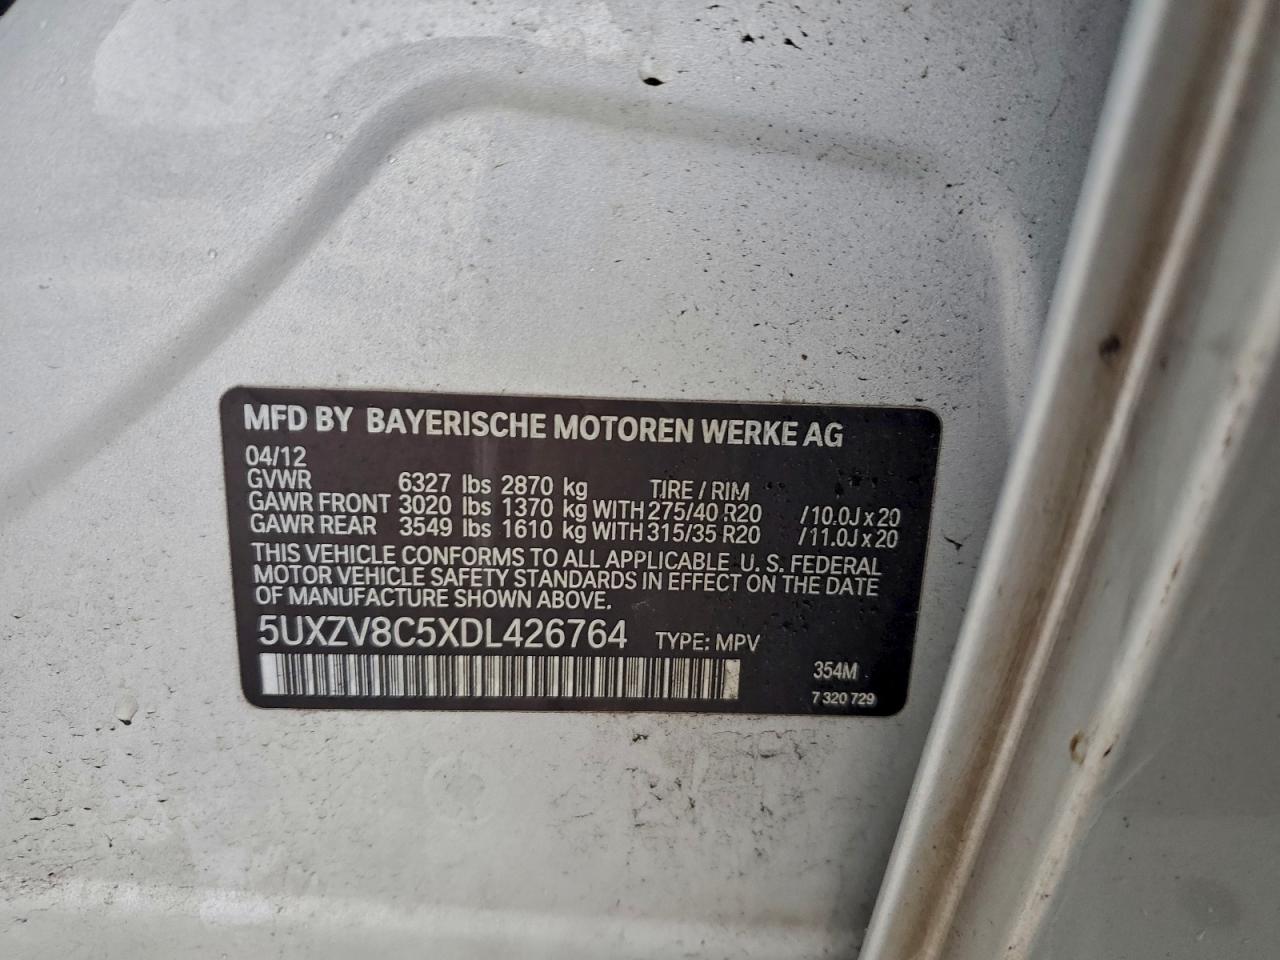 MFD BY BAYERISCHE MOTOREN WERKE AG
04/12
GVWR 6327 lbs 2870 kg TIRE / RIM
GAWR FRONT 3020 lbs 1370 kg WITH 275/40 R20 /10.0J x 20
GAWR REAR 3549 lbs 1610 kg WITH 315/35 R20 /11.0J x 20
THIS VEHICLE CONFORMS TO ALL APPLICABLE U. S. FEDERAL
MOTOR VEHICLE SAFETY STANDARDS IN EFFECT ON THE DATE
OF MANUFACTURE SHOWN ABOVE.
5UXZV8C5XDL426764 TYPE: MPV
354M
7 320 729